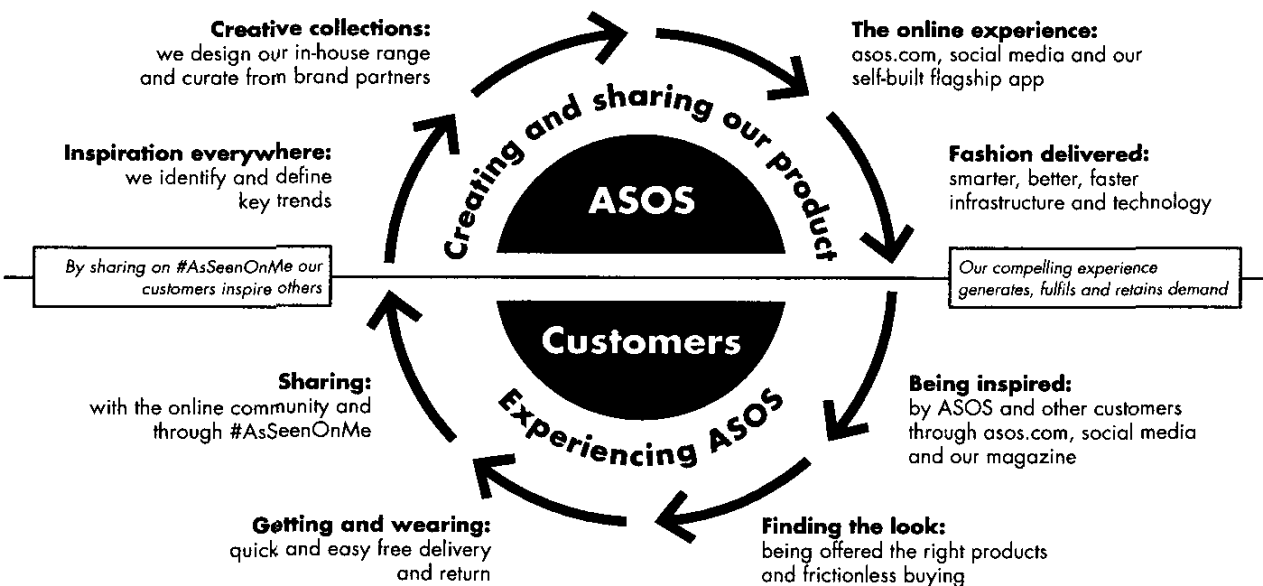 Creative collections:
we design our in-house range
and curate from brand partners
The online experience:
asos.com, social media and our
self-built flagship app
Inspiration everywhere:
we identify and define
key trends
Creating and sharing our product
ASOS
Fashion delivered:
smarter, better, faster
infrastructure and technology
By sharing on #AsSeenOnMe our
customers inspire others
Our compelling experience
generates, fulfils and retains demand
Customers
Experiencing ASOS
Sharing:
with the online community and
through #AsSeenOnMe
Being inspired:
by ASOS and other customers
through asos.com, social media
and our magazine
Getting and wearing:
quick and easy free delivery
and return
Finding the look:
being offered the right products
and frictionless buying